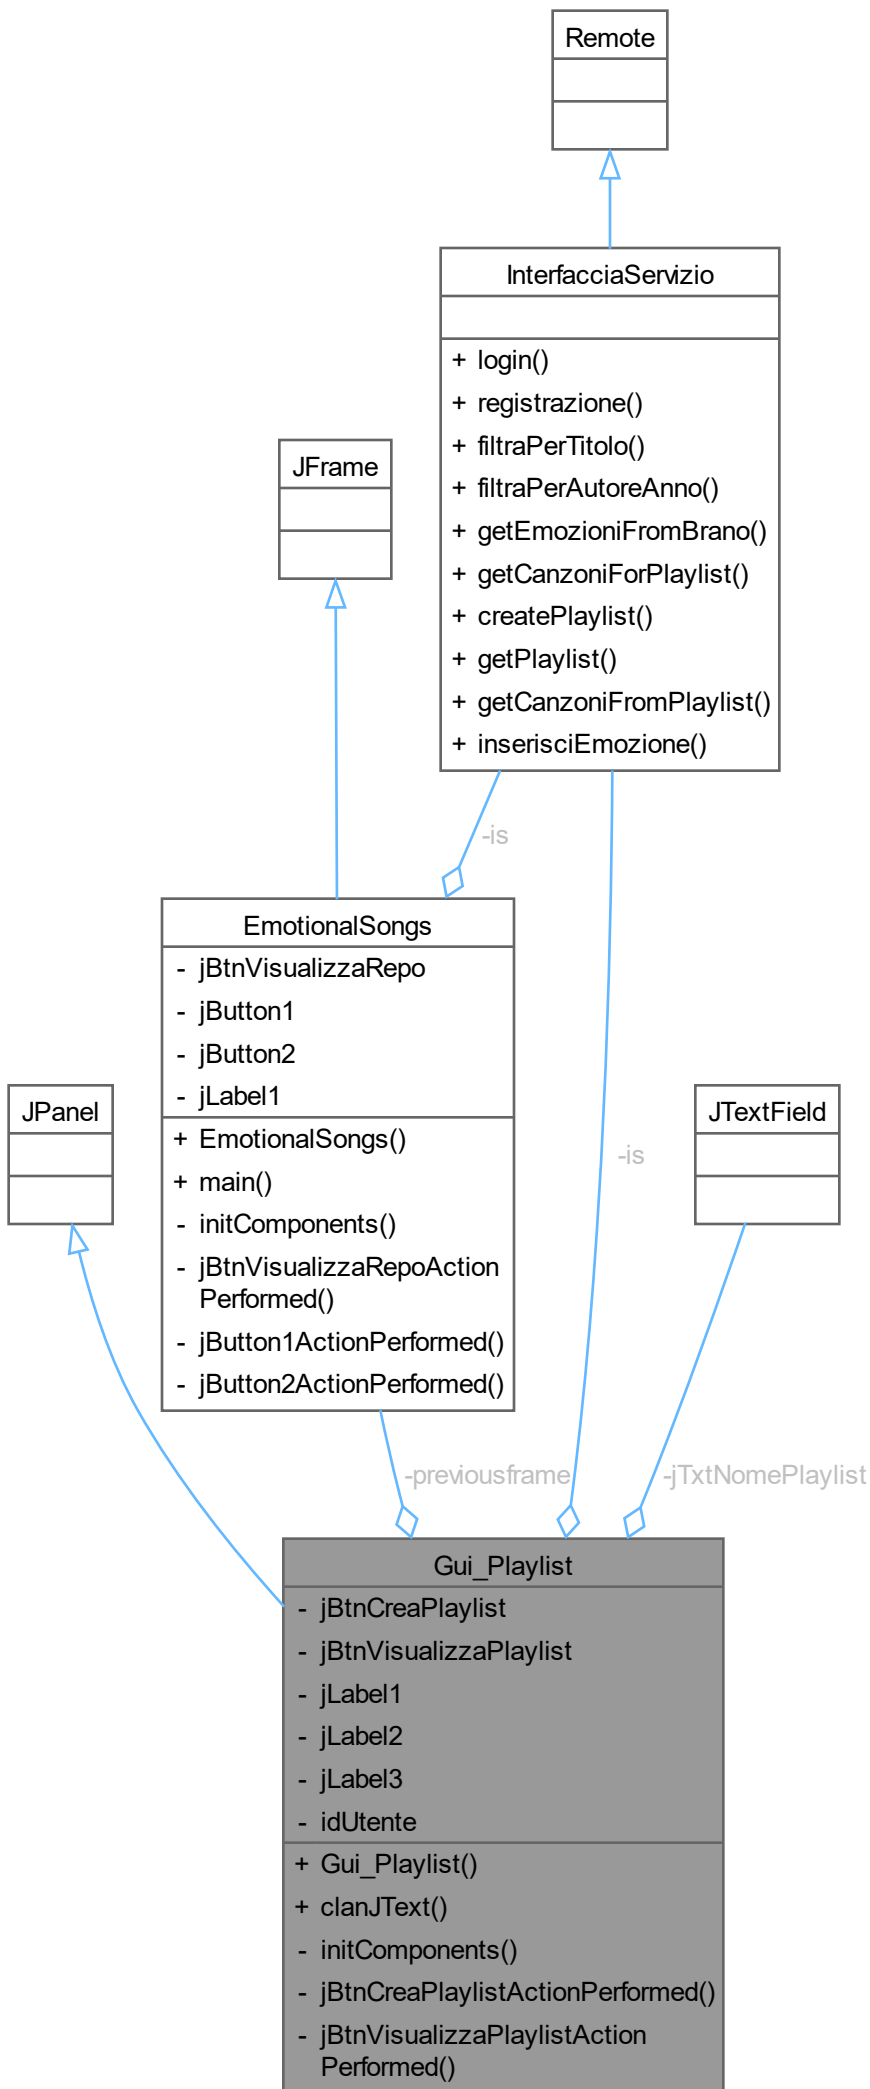 Remote
InterfacciaServizio
+ login()
+ registrazione()
+ filtraPerTitolo()
+ filtraPerAutoreAnno()
+ getEmozioniFromBrano()
+ getCanzoniForPlaylist()
+ createPlaylist()
+ getPlaylist()
+ getCanzoniFromPlaylist()
+ inserisciEmozione()
JFrame
-is
EmotionalSongs
- jBtnVisualizzaRepo
- jButton1
- jButton2
- jLabel1
+ EmotionalSongs()
+ main()
- initComponents()
- jBtnVisualizzaRepoAction
Performed()
- jButton1ActionPerformed()
- jButton2ActionPerformed()
JPanel
-is
JTextField
-previousframe
-jTxtNomePlaylist
Gui_Playlist
- jBtnCreaPlaylist
- jBtnVisualizzaPlaylist
- jLabel1
- jLabel2
- jLabel3
- idUtente
+ Gui_Playlist()
+ clanJText()
- initComponents()
- jBtnCreaPlaylistActionPerformed()
- jBtnVisualizzaPlaylistAction
Performed()